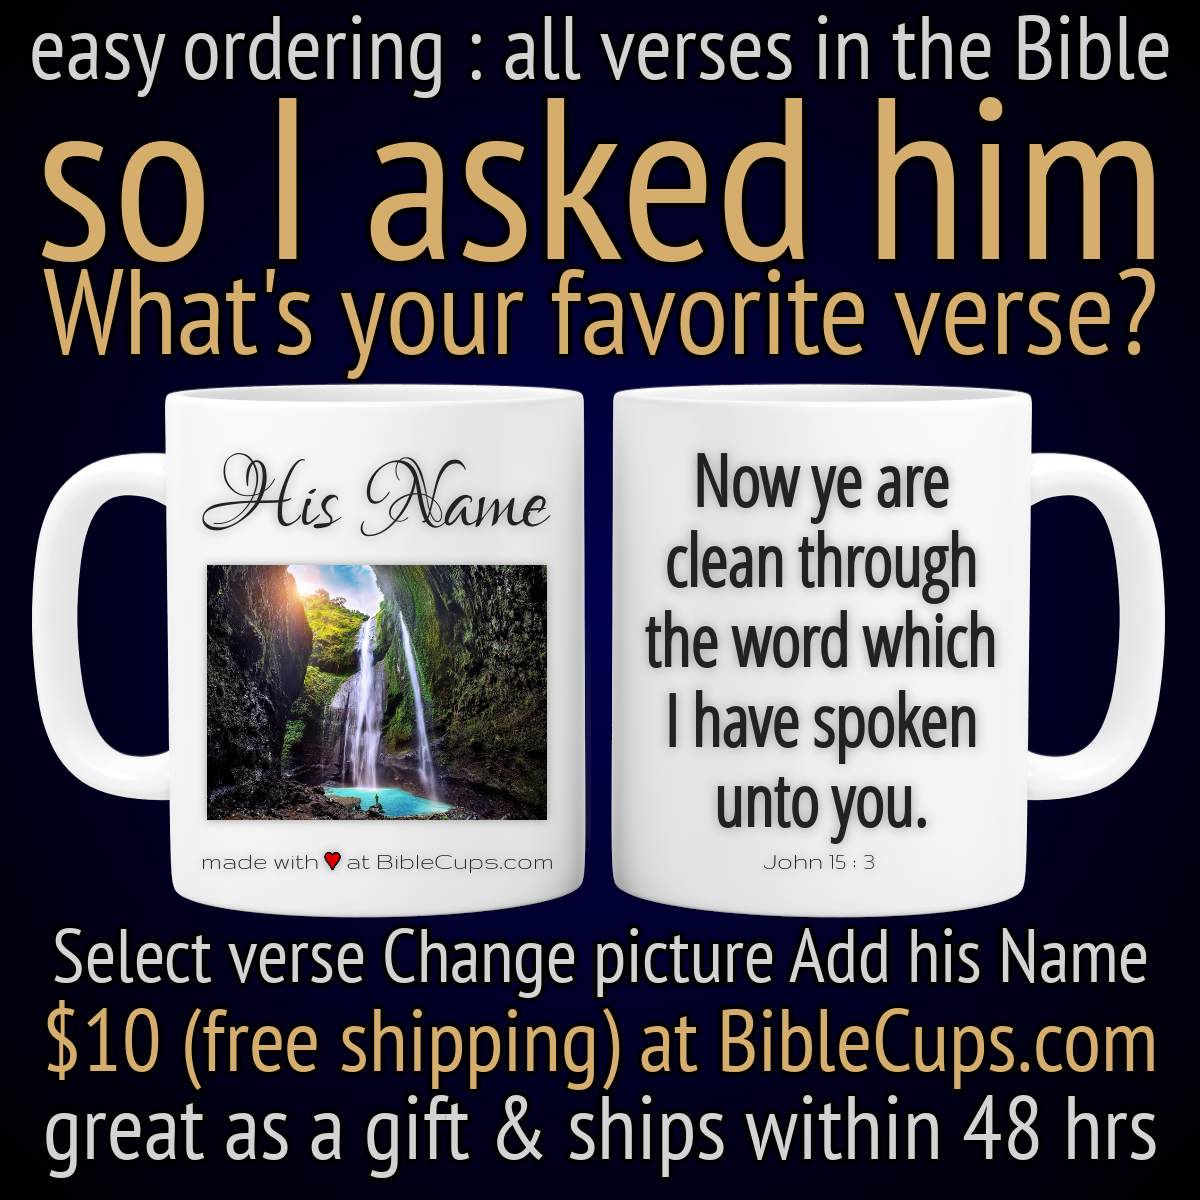 easy ordering : all verses in the Bible
so I asked him
What's your favorite verse?
His Name
made with ♥ at BibleCups.com
Now ye are
clean through
the word which
I have spoken
unto you.
John 15 : 3
Select verse Change picture Add his Name
$10 (free shipping) at BibleCups.com
great as a gift & ships within 48 hrs